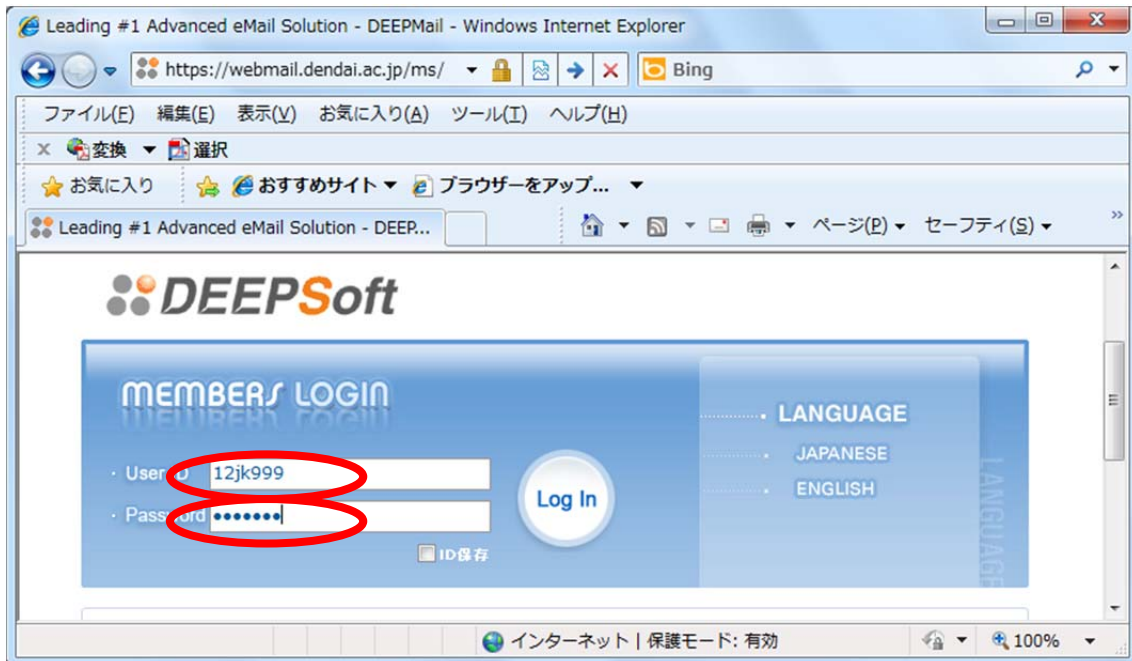 Leading #1 Advanced eMail Solution - DEEPMail - Windows Internet Explorer
https://webmail.dendai.ac.jp/ms/ Bing
ファイル(F) 編集(E) 表示(V) お気に入り(A) ツール(T) ヘルプ(H)
x 変換 選択
お気に入り おすすめサイト ブラウザーをアップ...
Leading #1 Advanced eMail Solution - DEEP... ページ(P) セーフティ(S) »
DEEPSoft
MEMBERS LOGIN
LANGUAGE
JAPANESE
ENGLISH
· User ID 12jk999
· Password •••••••
Log In
ID保存
LANGUAGE
インターネット | 保護モード: 有効 100%